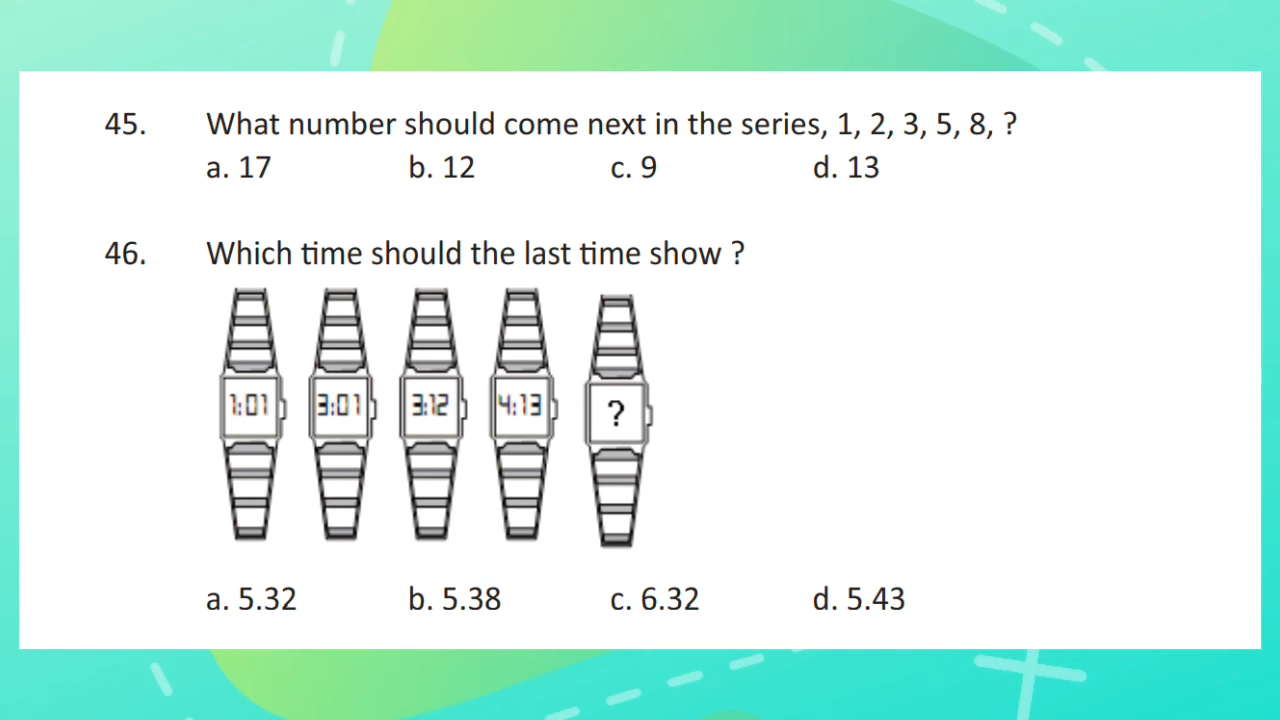 45. What number should come next in the series, 1, 2, 3, 5, 8, ?
a. 17 b. 12 c. 9 d. 13
46. Which time should the last time show ?
1:01 3:01 3:12 4:13 ?
a. 5.32 b. 5.38 c. 6.32 d. 5.43